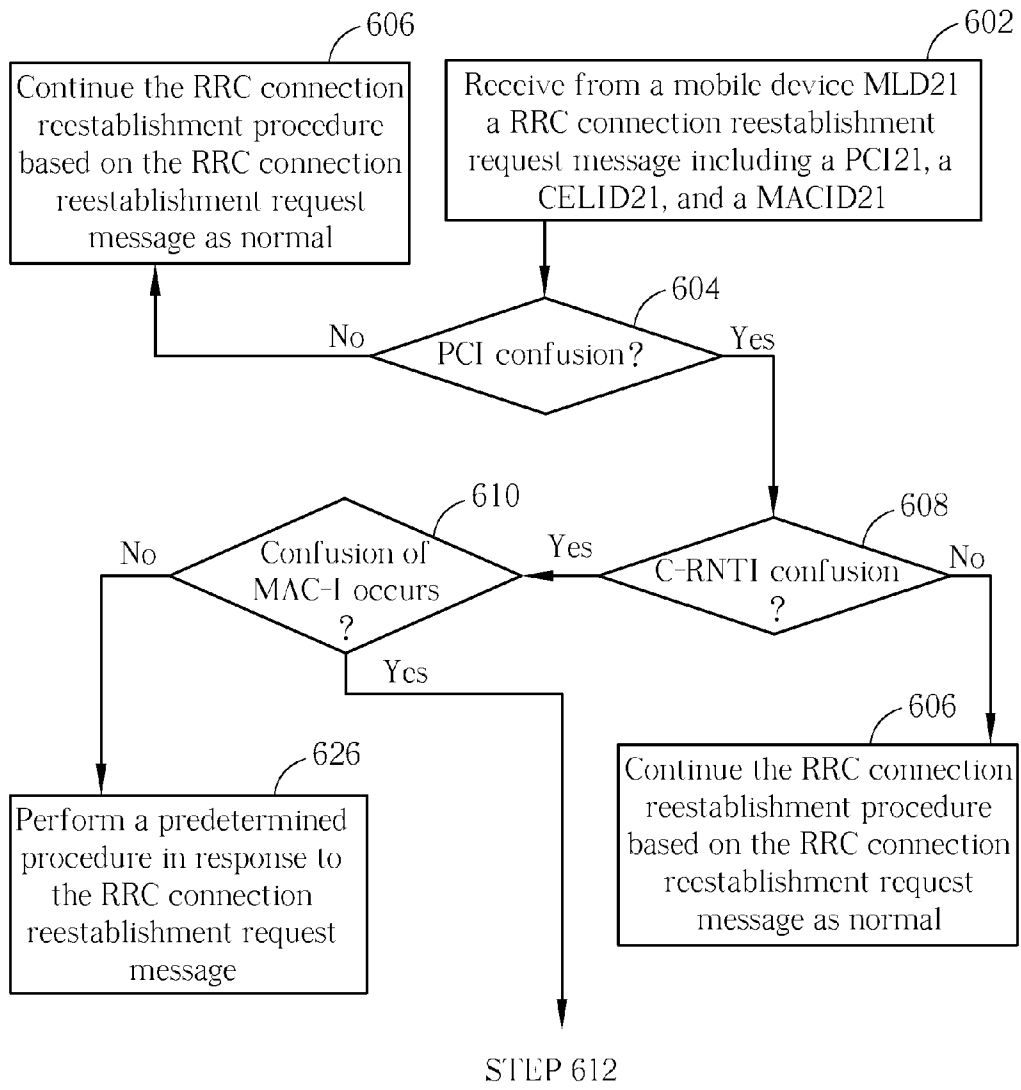 606
Continue the RRC connection
reestablishment procedure
based on the RRC connection
reestablishment request
message as normal
602
Receive from a mobile device MLD21
a RRC connection reestablishment
request message including a PCI21, a
CELID21, and a MACID21
604
No
PCI confusion?
Yes
610
No
Confusion of
MAC-I occurs
?
Yes
608
Yes
C-RNTI confusion
?
No
626
Perform a predetermined
procedure in response to
the RRC connection
reestablishment request
message
606
Continue the RRC connection
reestablishment procedure
based on the RRC connection
reestablishment request
message as normal
STEP 612